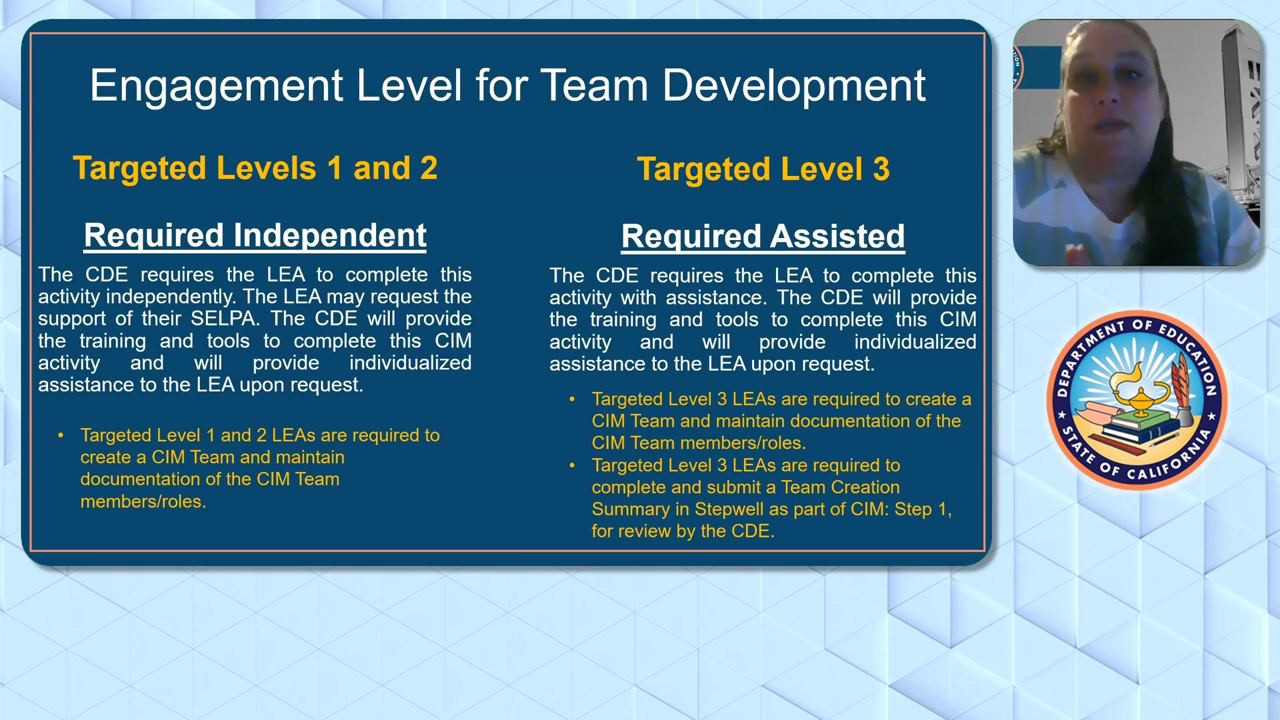 Engagement Level for Team Development
Targeted Levels 1 and 2
Required Independent
The CDE requires the LEA to complete this
activity independently. The LEA may request the
support of their SELPA. The CDE will provide
the training and tools to complete this CIM
activity and will provide individualized
assistance to the LEA upon request.
• Targeted Level 1 and 2 LEAs are required to
create a CIM Team and maintain
documentation of the CIM Team
members/roles.
Targeted Level 3
Required Assisted
The CDE requires the LEA to complete this
activity with assistance. The CDE will provide
the training and tools to complete this CIM
activity and will provide individualized
assistance to the LEA upon request.
• Targeted Level 3 LEAs are required to create a
CIM Team and maintain documentation of the
CIM Team members/roles.
• Targeted Level 3 LEAs are required to
complete and submit a Team Creation
Summary in Stepwell as part of CIM: Step 1,
for review by the CDE.
DEPARTMENT OF EDUCATION
STATE OF CALIFORNIA